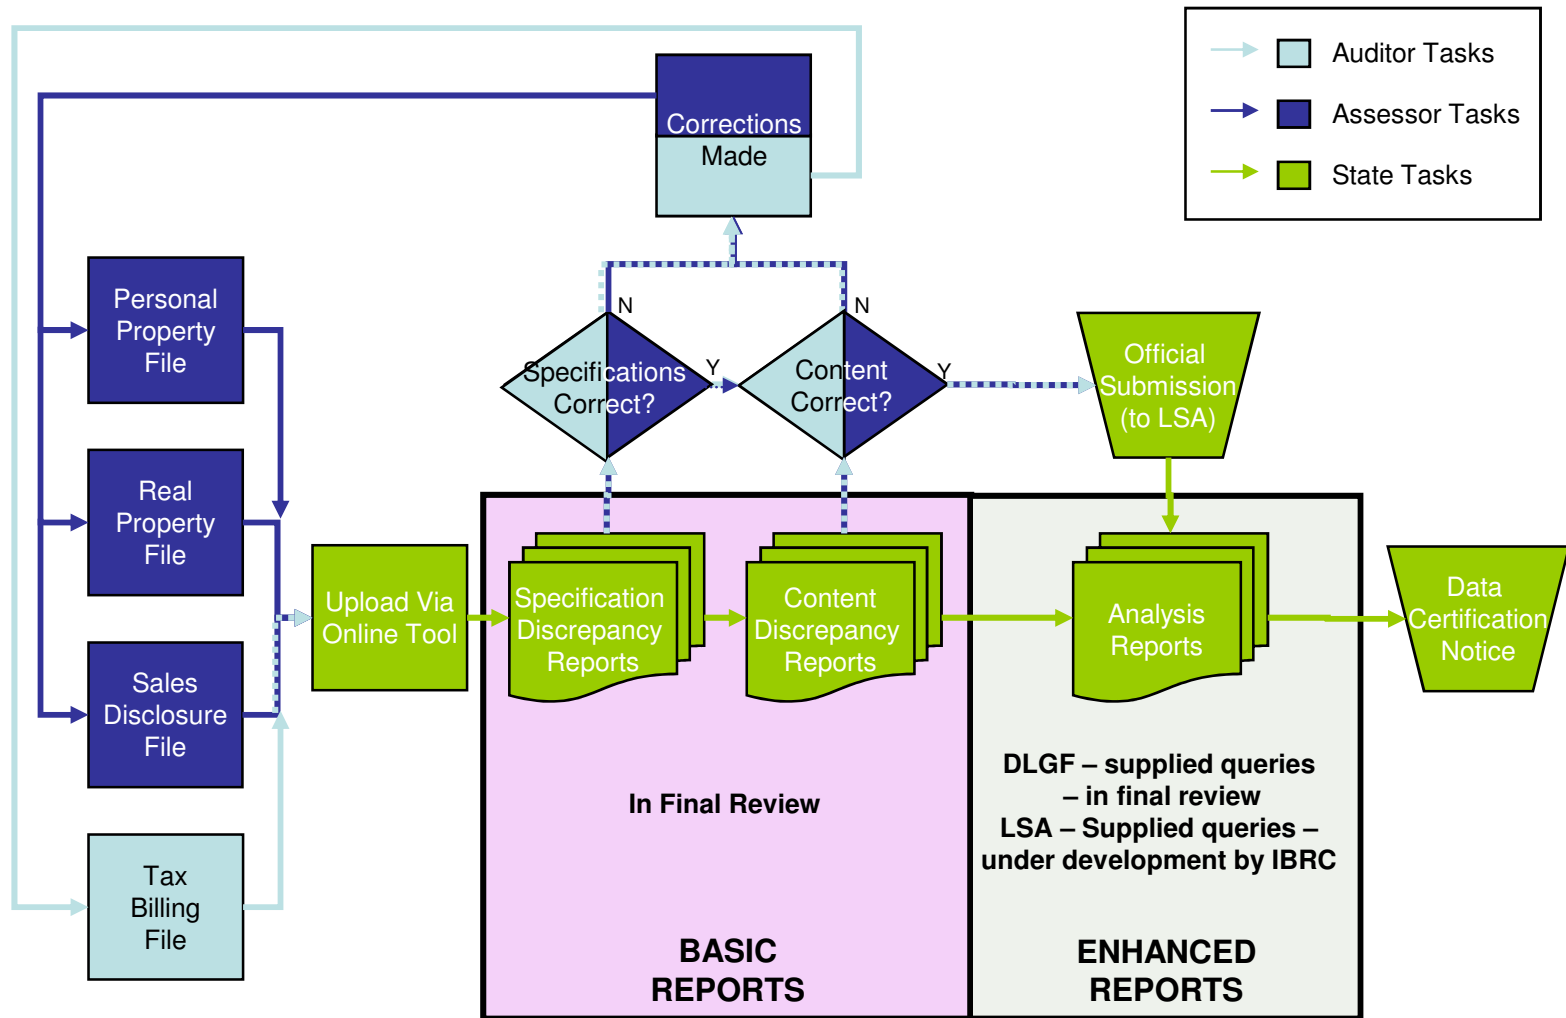 Auditor Tasks
Assessor Tasks
State Tasks
Corrections
Made
Personal
Property
File
Real
Property
File
Sales
Disclosure
File
Tax
Billing
File
Upload Via
Online Tool
N
Specifications
Correct?
Y
N
Content
Correct?
Y
Official
Submission
(to LSA)
Specification
Discrepancy
Reports
Content
Discrepancy
Reports
Analysis
Reports
Data
Certification
Notice
In Final Review
DLGF – supplied queries
– in final review
LSA – Supplied queries –
under development by IBRC
BASIC
REPORTS
ENHANCED
REPORTS